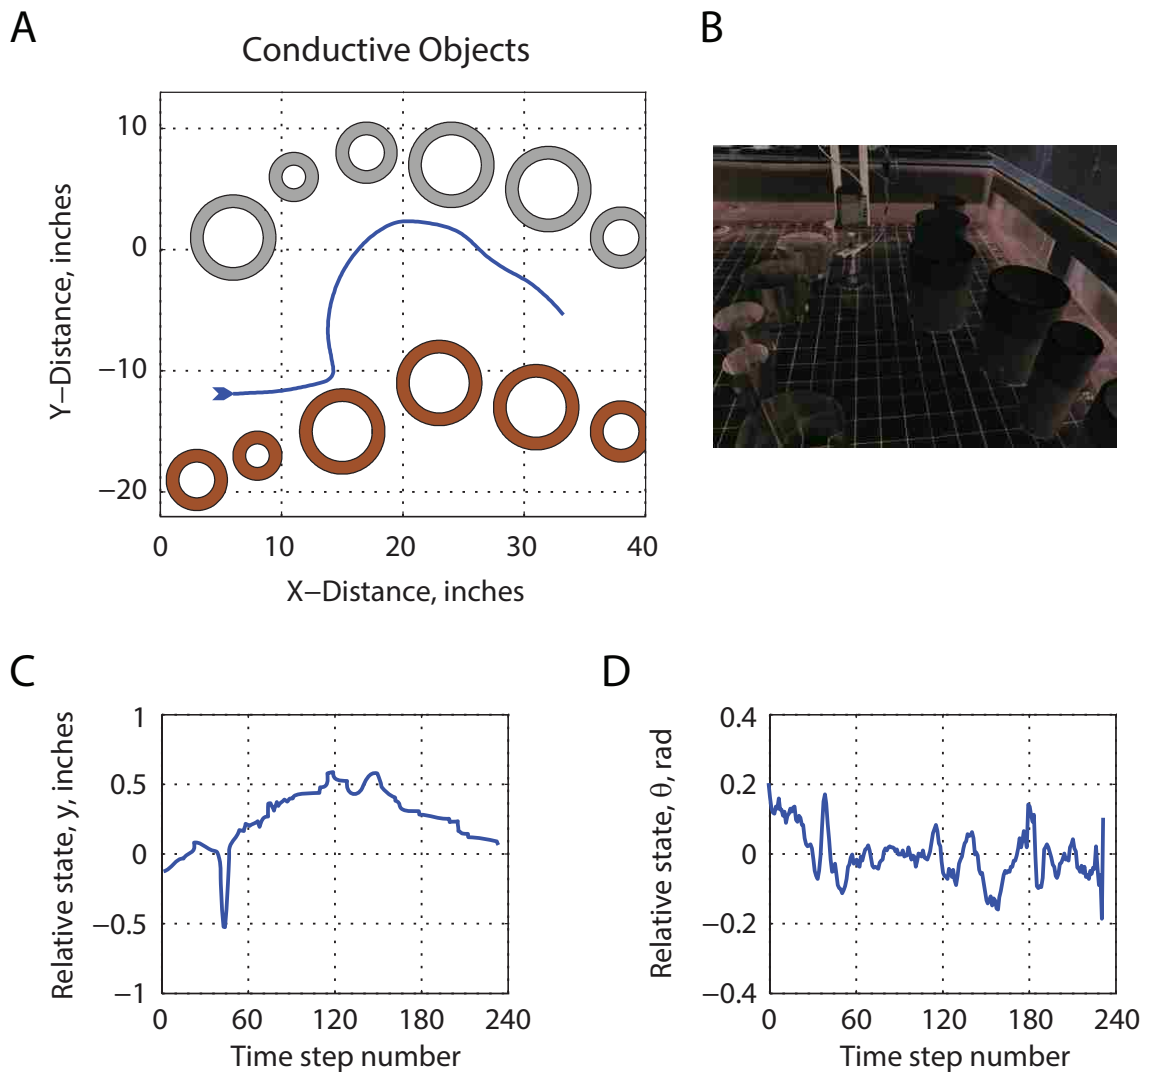 A
B
Conductive Objects
10
0
−10
−20
Y−Distance, inches
0
10
20
30
40
X−Distance, inches
C
D
1
0.5
0
−0.5
−1
Relative state, y, inches
0
60
120
180
240
Time step number
0.4
0.2
0
−0.2
−0.4
Relative state, θ, rad
0
60
120
180
240
Time step number